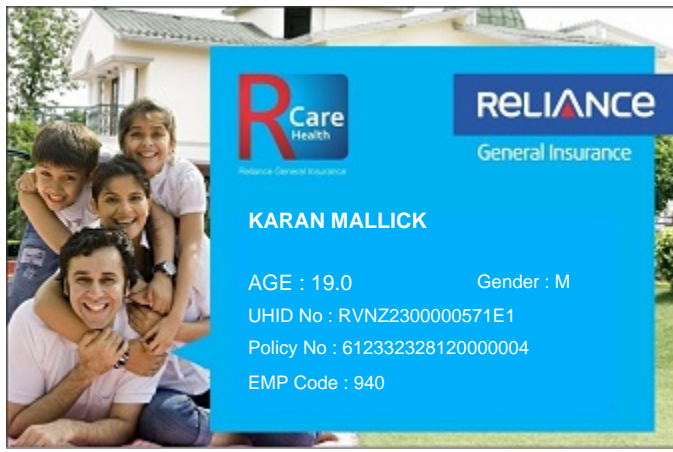 RCare
Health
Reliance General Insurance
RELIANCE
General Insurance
KARAN MALLICK
AGE : 19.0
Gender : M
UHID No : RVNZ2300000571E1
Policy No : 612332328120000004
EMP Code : 940